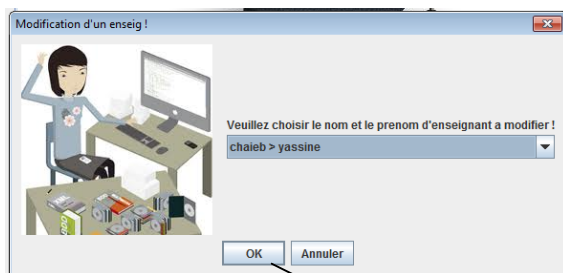 Modification d'un enseig !
Veuillez choisir le nom et le prenom d'enseignant a modifier !
chaieb > yassine
OK
Annuler